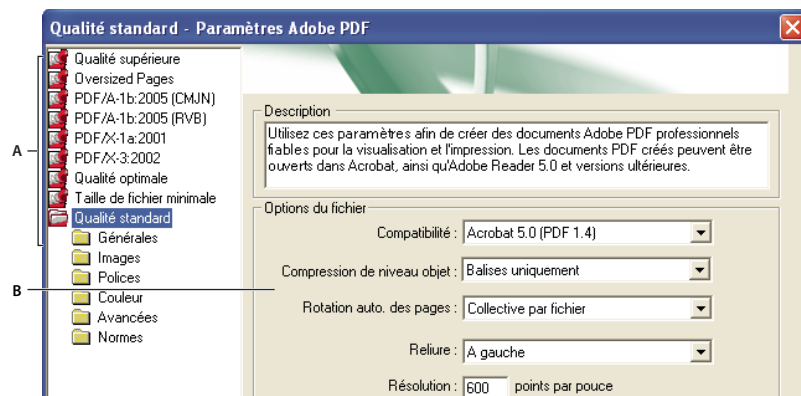 Qualité standard - Paramètres Adobe PDF
Qualité supérieure
Oversized Pages
PDF/A-1b:2005 (CMJN)
PDF/A-1b:2005 (RVB)
PDF/X-1a:2001
PDF/X-3:2002
Qualité optimale
Taille de fichier minimale
Qualité standard
Générales
Images
Polices
Couleur
Avancées
Normes
A
B
Description
Utilisez ces paramètres afin de créer des documents Adobe PDF professionnels
fiables pour la visualisation et l'impression. Les documents PDF créés peuvent être
ouverts dans Acrobat, ainsi qu'Adobe Reader 5.0 et versions ultérieures.
Options du fichier
Compatibilité : Acrobat 5.0 (PDF 1.4)
Compression de niveau objet : Balises uniquement
Rotation auto. des pages : Collective par fichier
Reliure : A gauche
Résolution : 600 points par pouce